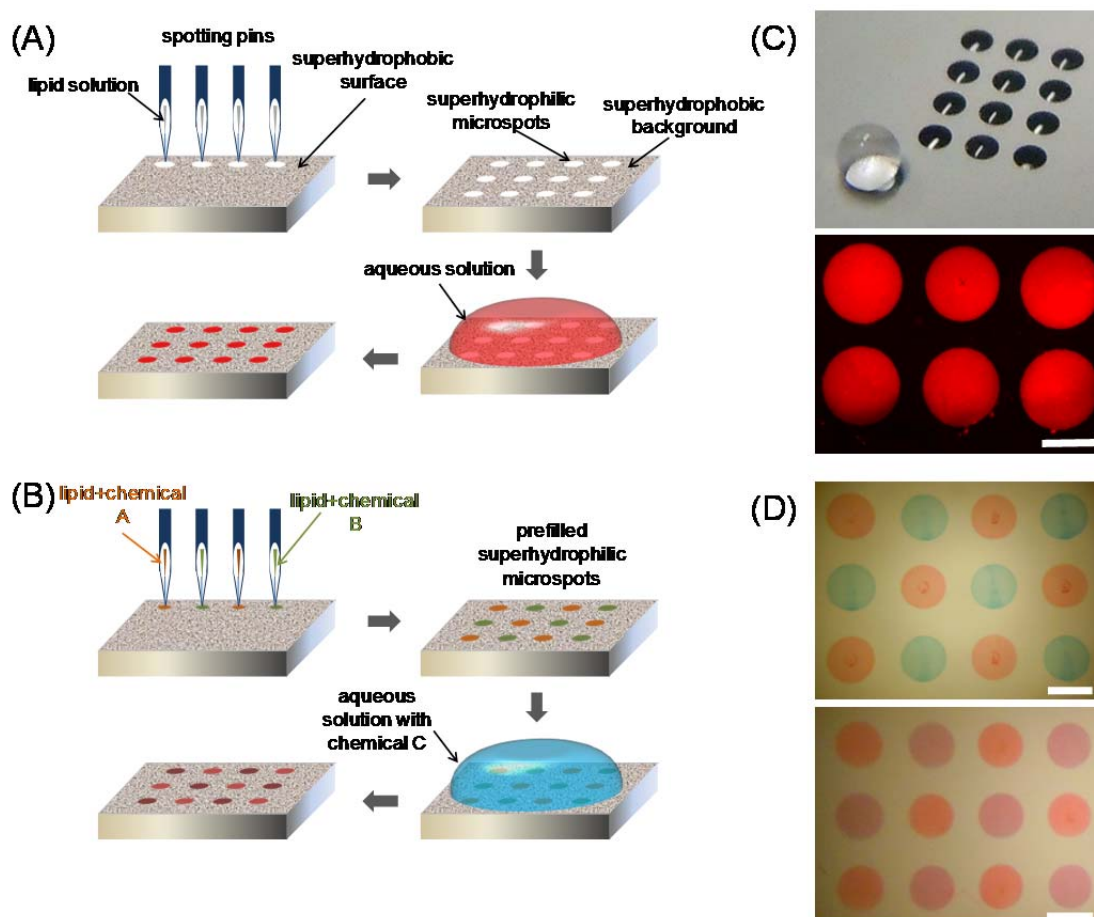 (A)
spotting pins
lipid solution
superhydrophobic
surface
superhydrophilic
microspots
superhydrophobic
background
aqueous solution
(B)
lipid+chemical
A
lipid+chemical
B
prefilled
superhydrophilic
microspots
aqueous
solution with
chemical C
(C)
(D)